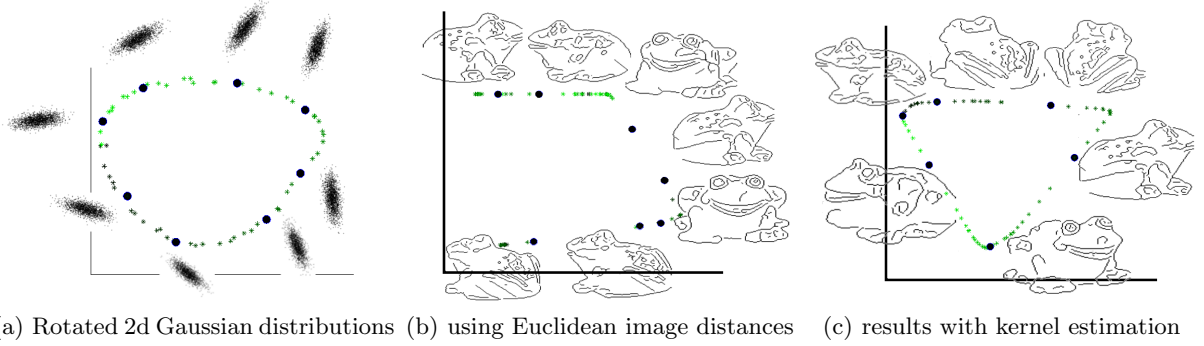 a) Rotated 2d Gaussian distributions (b) using Euclidean image distances (c) results with kernel estimation